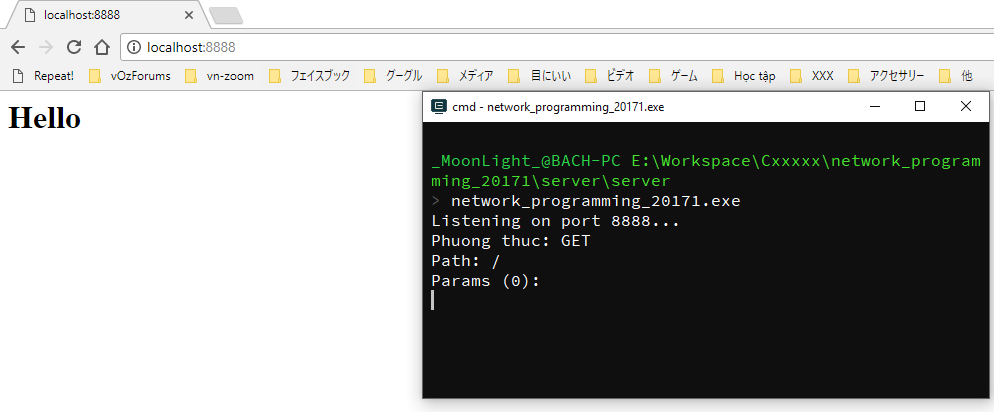 localhost:8888
localhost:8888
Repeat! vOzForums vn-zoom フェイスブック グーグル メディア 目にいい ビデオ ゲーム Học tập XXX アクセサリー 他
Hello
cmd - network_programming_20171.exe
_MoonLight_@BACH-PC E:\Workspace\Cxxxxx\network_program
ming_20171\server\server
> network_programming_20171.exe
Listening on port 8888...
Phuong thuc: GET
Path: /
Params (0):